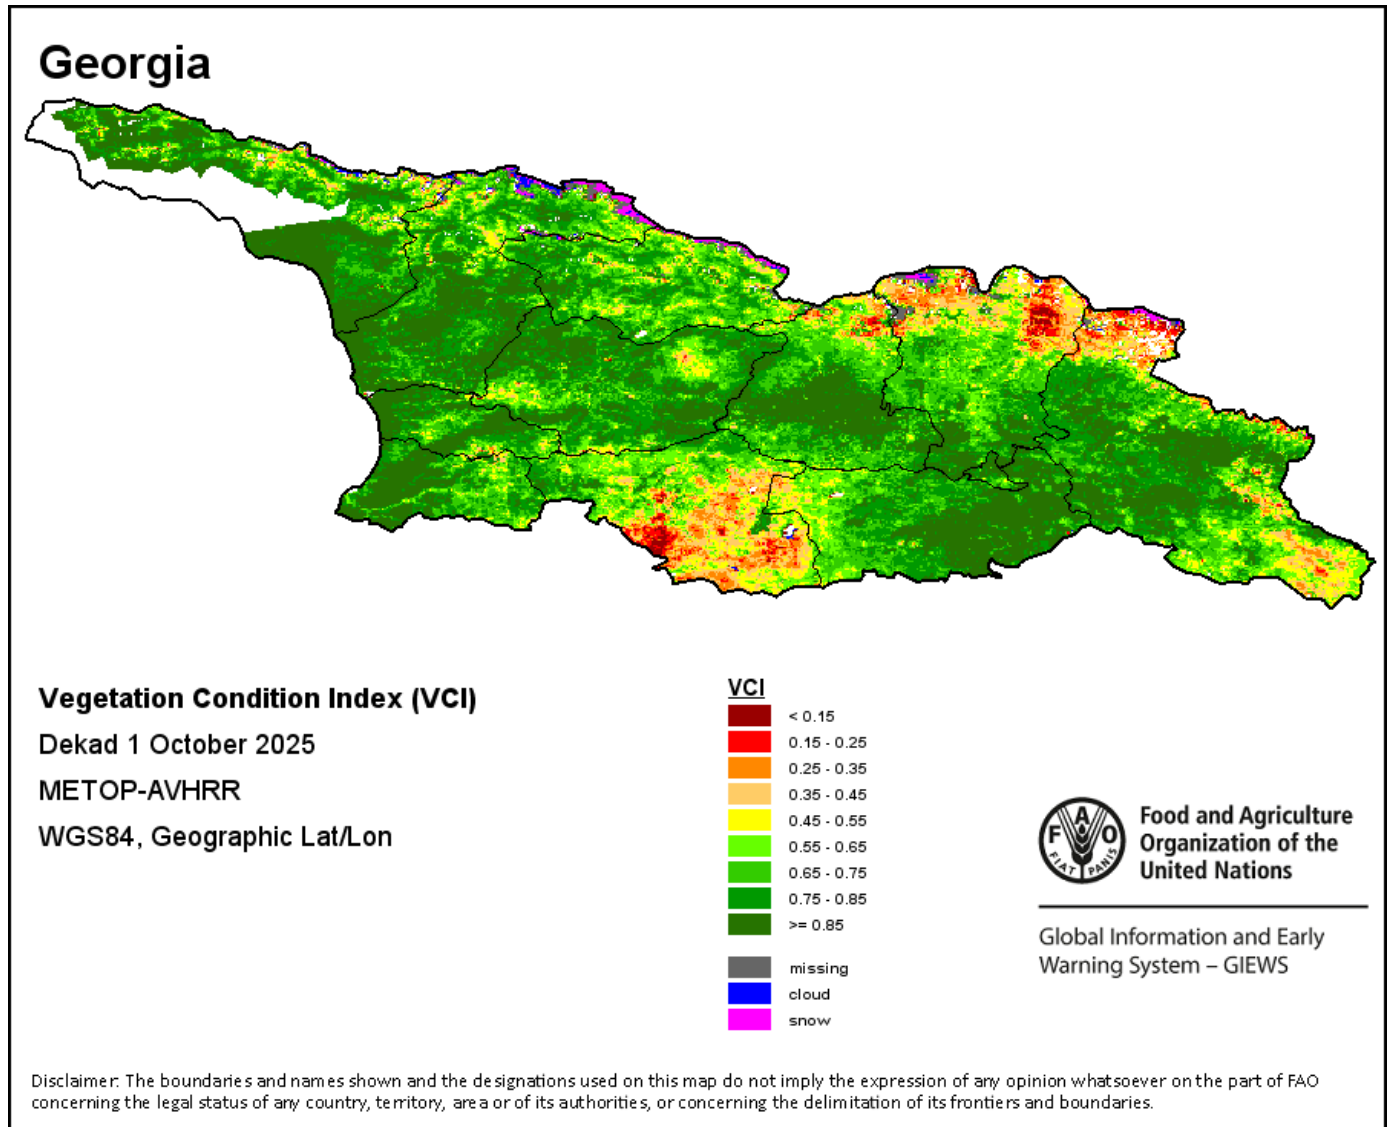 Georgia
Vegetation Condition Index (VCI)
Dekad 1 October 2025
METOP-AVHRR
WGS84, Geographic Lat/Lon
VCI
< 0.15
0.15 - 0.25
0.25 - 0.35
0.35 - 0.45
0.45 - 0.55
0.55 - 0.65
0.65 - 0.75
0.75 - 0.85
>= 0.85
missing
cloud
snow
F A O
FIAT PANIS
Food and Agriculture
Organization of the
United Nations
Global Information and Early
Warning System – GIEWS
Disclaimer: The boundaries and names shown and the designations used on this map do not imply the expression of any opinion whatsoever on the part of FAO
concerning the legal status of any country, territory, area or of its authorities, or concerning the delimitation of its frontiers and boundaries.